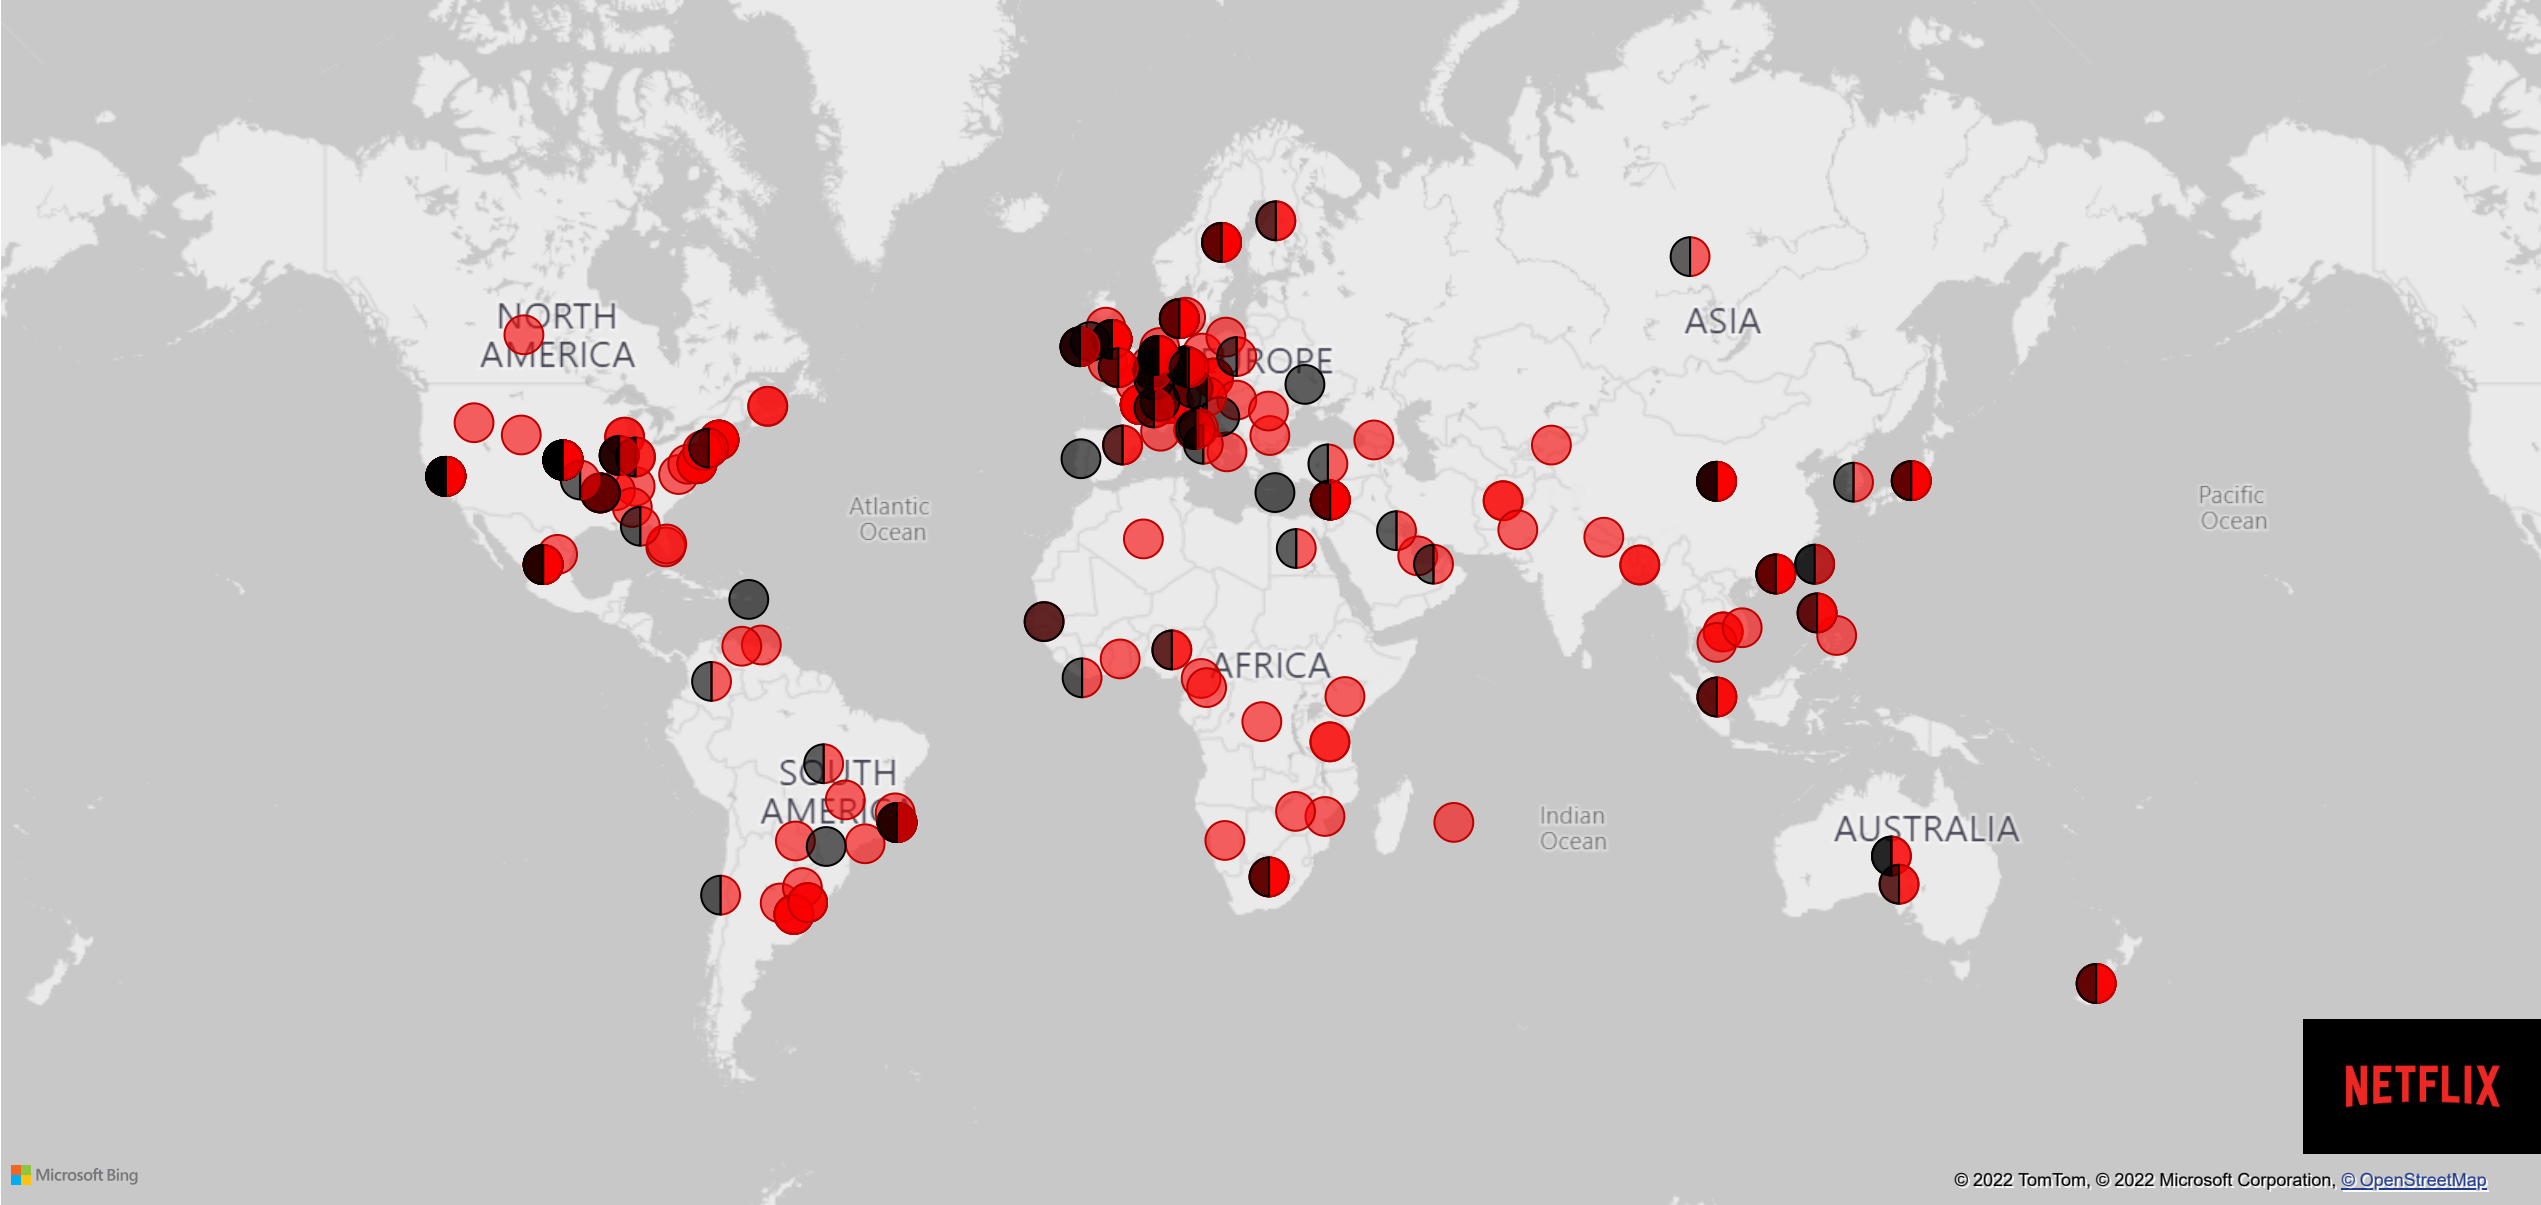 NORTH
AMERICA
EUROPE
ASIA
Atlantic
Ocean
Pacific
Ocean
AFRICA
SOUTH
AMERICA
Indian
Ocean
AUSTRALIA
NETFLIX
Microsoft Bing
© 2022 TomTom, © 2022 Microsoft Corporation, © OpenStreetMap